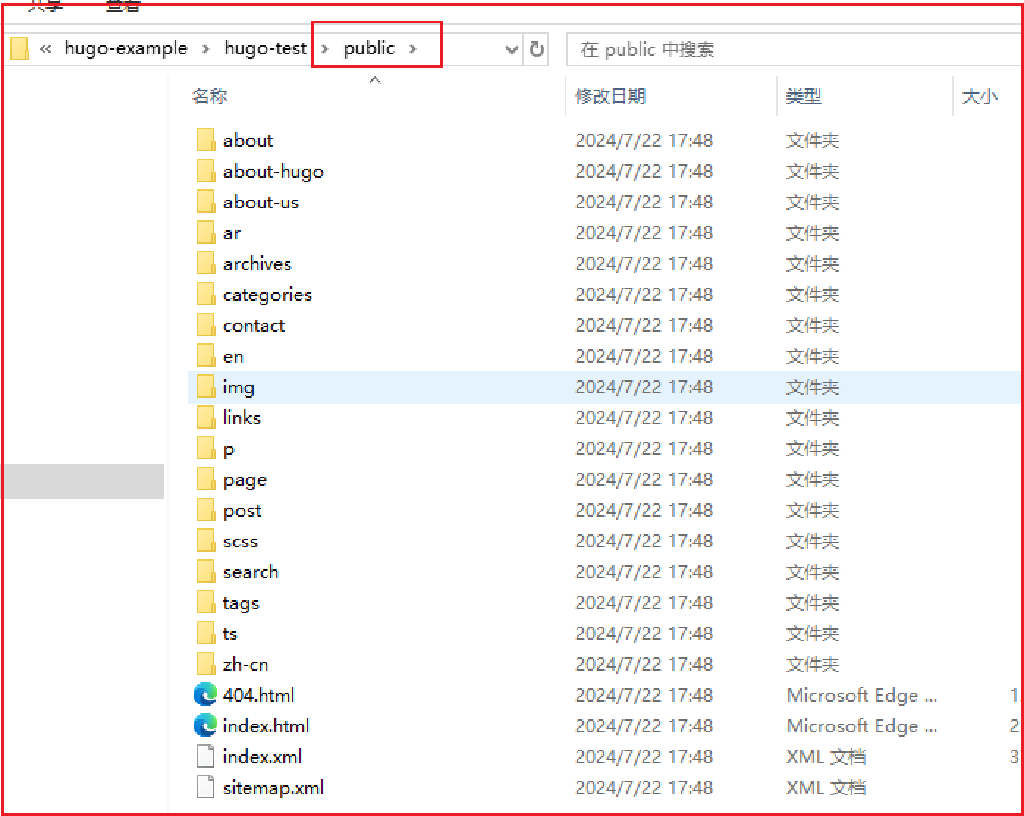 共享 查看
« hugo-example › hugo-test › public › 在 public 中搜索
名称 修改日期 类型 大小
about 2024/7/22 17:48 文件夹
about-hugo 2024/7/22 17:48 文件夹
about-us 2024/7/22 17:48 文件夹
ar 2024/7/22 17:48 文件夹
archives 2024/7/22 17:48 文件夹
categories 2024/7/22 17:48 文件夹
contact 2024/7/22 17:48 文件夹
en 2024/7/22 17:48 文件夹
img 2024/7/22 17:48 文件夹
links 2024/7/22 17:48 文件夹
p 2024/7/22 17:48 文件夹
page 2024/7/22 17:48 文件夹
post 2024/7/22 17:48 文件夹
scss 2024/7/22 17:48 文件夹
search 2024/7/22 17:48 文件夹
tags 2024/7/22 17:48 文件夹
ts 2024/7/22 17:48 文件夹
zh-cn 2024/7/22 17:48 文件夹
404.html 2024/7/22 17:48 Microsoft Edge ...
index.html 2024/7/22 17:48 Microsoft Edge ...
index.xml 2024/7/22 17:48 XML 文档
sitemap.xml 2024/7/22 17:48 XML 文档